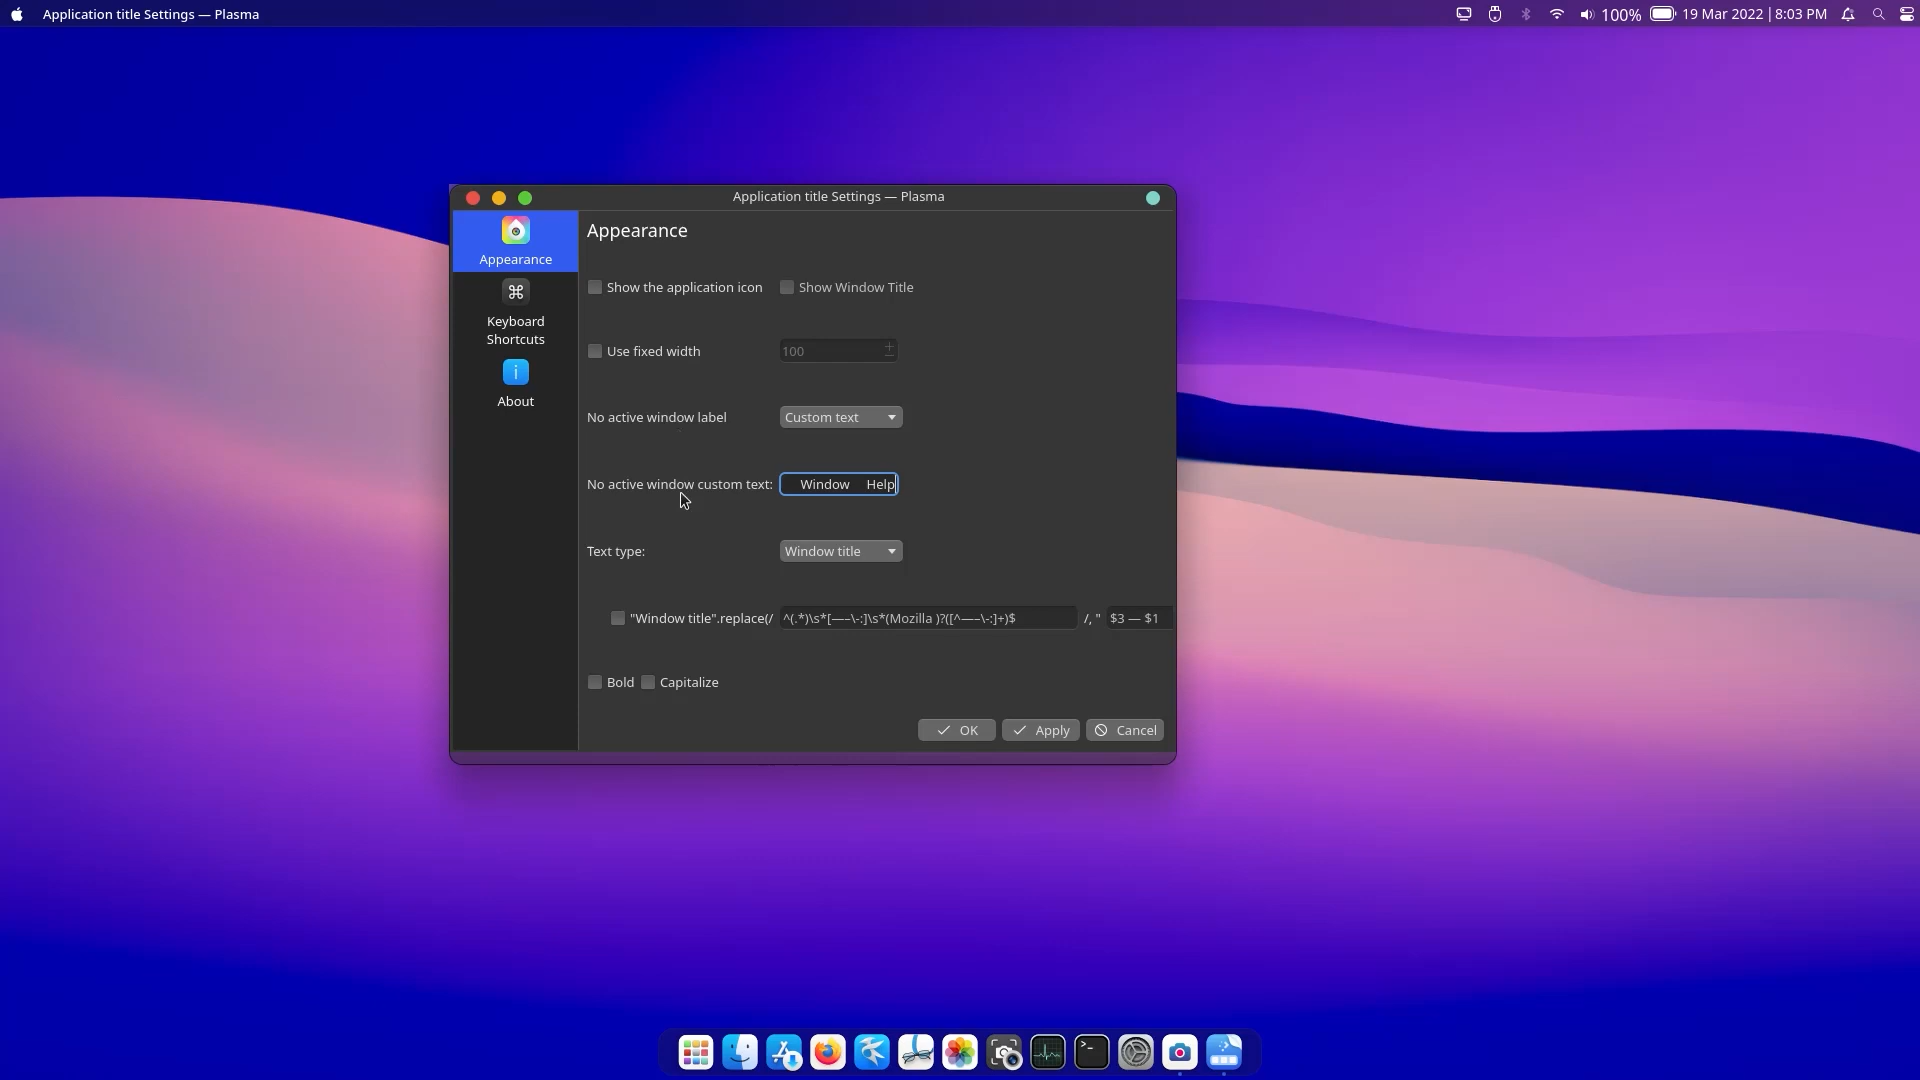 Application title Settings — Plasma
100% 19 Mar 2022 | 8:03 PM
Application title Settings — Plasma
Appearance
Keyboard
Shortcuts
About
Appearance
Show the application icon Show Window Title
Use fixed width 100
No active window label Custom text
No active window custom text: Window Help
Text type: Window title
"Window title".replace(/ ^(.*)\s*[—–\-:]\s*(Mozilla )?([^—–\-:]+)$ /, " $3 — $1
Bold Capitalize
OK Apply Cancel